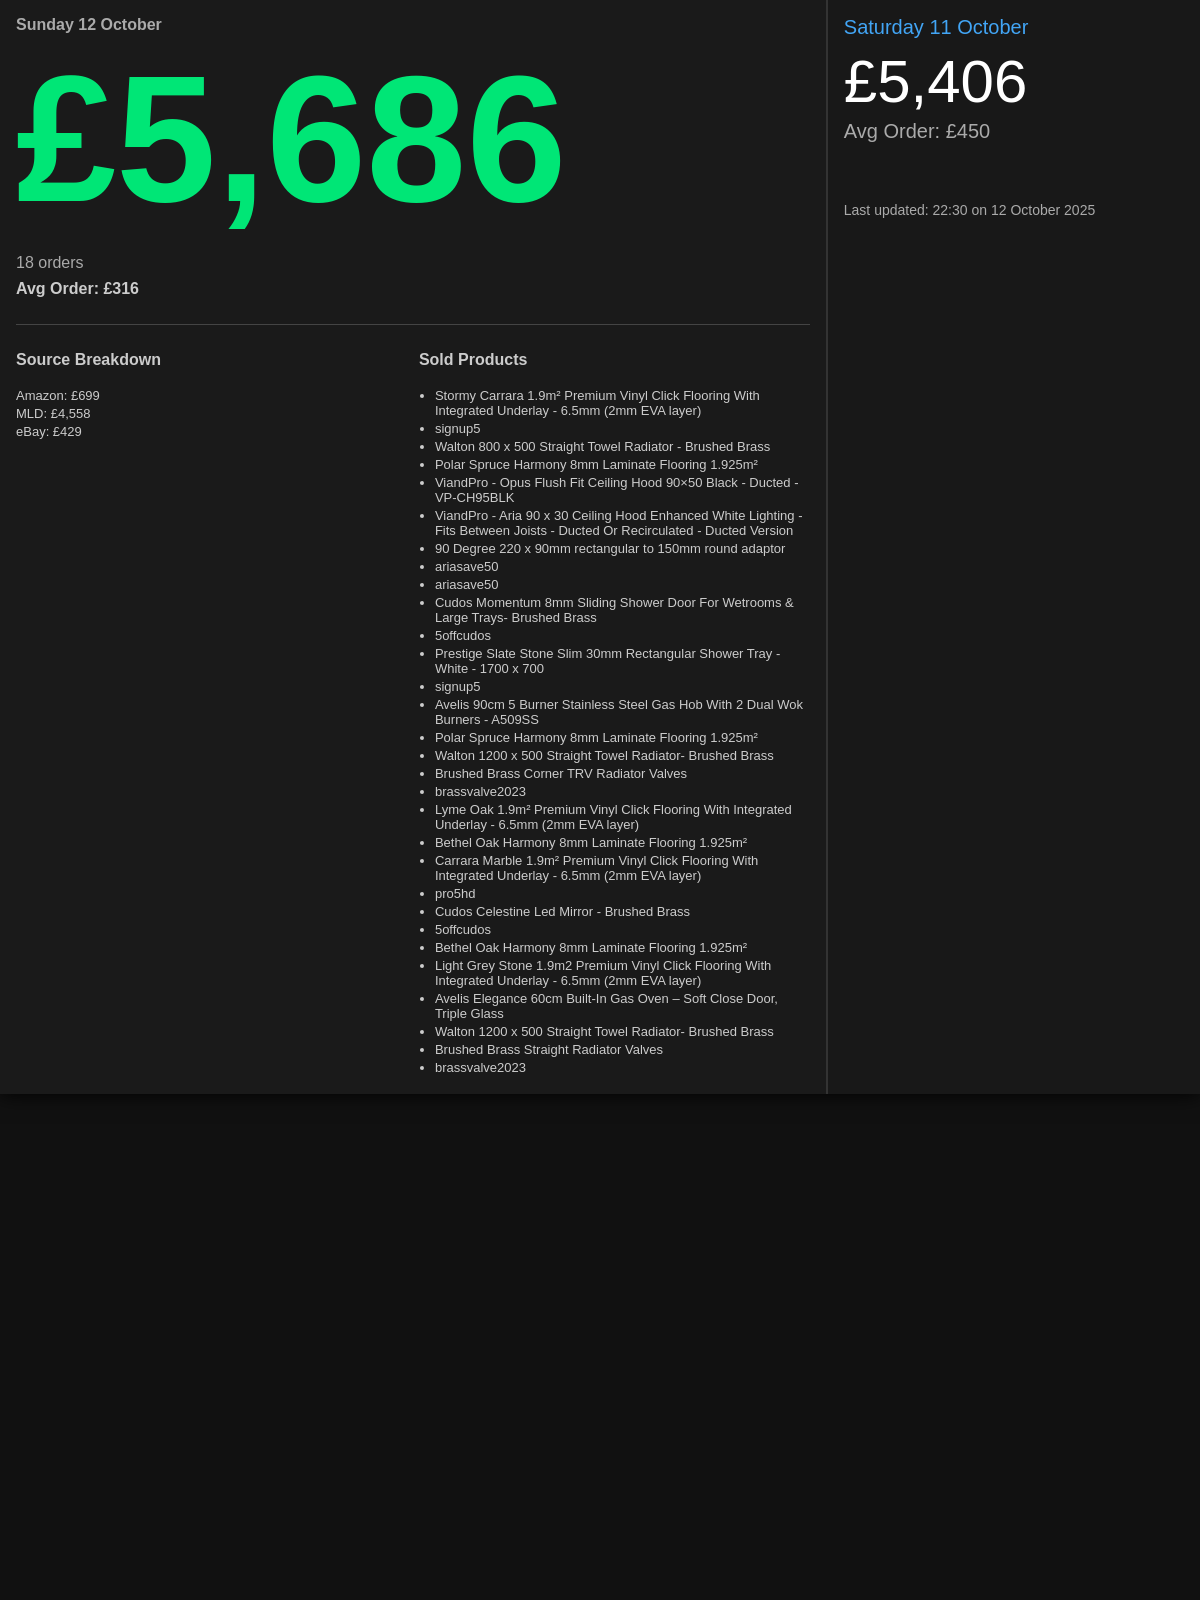 Sunday 12 October
£5,686
18 orders
Avg Order: £316
Source Breakdown
Amazon: £699
MLD: £4,558
eBay: £429
Sold Products
• Stormy Carrara 1.9m² Premium Vinyl Click Flooring With
Integrated Underlay - 6.5mm (2mm EVA layer)
• signup5
• Walton 800 x 500 Straight Towel Radiator - Brushed Brass
• Polar Spruce Harmony 8mm Laminate Flooring 1.925m²
• ViandPro - Opus Flush Fit Ceiling Hood 90×50 Black - Ducted -
VP-CH95BLK
• ViandPro - Aria 90 x 30 Ceiling Hood Enhanced White Lighting -
Fits Between Joists - Ducted Or Recirculated - Ducted Version
• 90 Degree 220 x 90mm rectangular to 150mm round adaptor
• ariasave50
• ariasave50
• Cudos Momentum 8mm Sliding Shower Door For Wetrooms &
Large Trays- Brushed Brass
• 5offcudos
• Prestige Slate Stone Slim 30mm Rectangular Shower Tray -
White - 1700 x 700
• signup5
• Avelis 90cm 5 Burner Stainless Steel Gas Hob With 2 Dual Wok
Burners - A509SS
• Polar Spruce Harmony 8mm Laminate Flooring 1.925m²
• Walton 1200 x 500 Straight Towel Radiator- Brushed Brass
• Brushed Brass Corner TRV Radiator Valves
• brassvalve2023
• Lyme Oak 1.9m² Premium Vinyl Click Flooring With Integrated
Underlay - 6.5mm (2mm EVA layer)
• Bethel Oak Harmony 8mm Laminate Flooring 1.925m²
• Carrara Marble 1.9m² Premium Vinyl Click Flooring With
Integrated Underlay - 6.5mm (2mm EVA layer)
• pro5hd
• Cudos Celestine Led Mirror - Brushed Brass
• 5offcudos
• Bethel Oak Harmony 8mm Laminate Flooring 1.925m²
• Light Grey Stone 1.9m2 Premium Vinyl Click Flooring With
Integrated Underlay - 6.5mm (2mm EVA layer)
• Avelis Elegance 60cm Built-In Gas Oven – Soft Close Door,
Triple Glass
• Walton 1200 x 500 Straight Towel Radiator- Brushed Brass
• Brushed Brass Straight Radiator Valves
• brassvalve2023
Saturday 11 October
£5,406
Avg Order: £450
Last updated: 22:30 on 12 October 2025